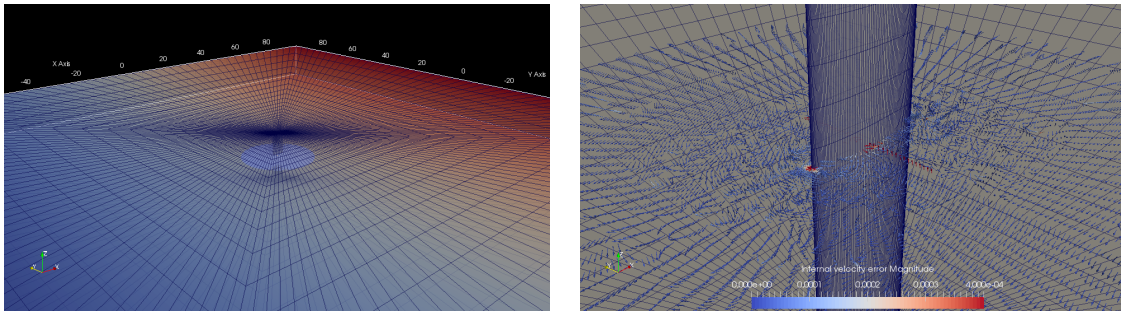 -40 -20 0 20 40 60 80
X Axis
80 60 40 20 0 -20
Y Axis
Z
Y X
Internal velocity error Magnitude
0.000e+00 0.0001 0.0002 0.0003 4.000e-04